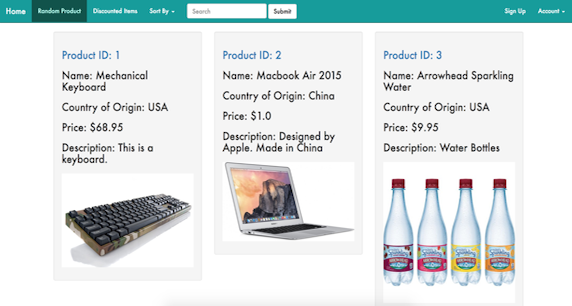 Home Random Product Discounted Items Sort By Search Submit Sign Up Account
Product ID: 1
Name: Mechanical
Keyboard
Country of Origin: USA
Price: $68.95
Description: This is a
keyboard.
Product ID: 2
Name: Macbook Air 2015
Country of Origin: China
Price: $1.0
Description: Designed by
Apple. Made in China
Product ID: 3
Name: Arrowhead Sparkling
Water
Country of Origin: USA
Price: $9.95
Description: Water Bottles